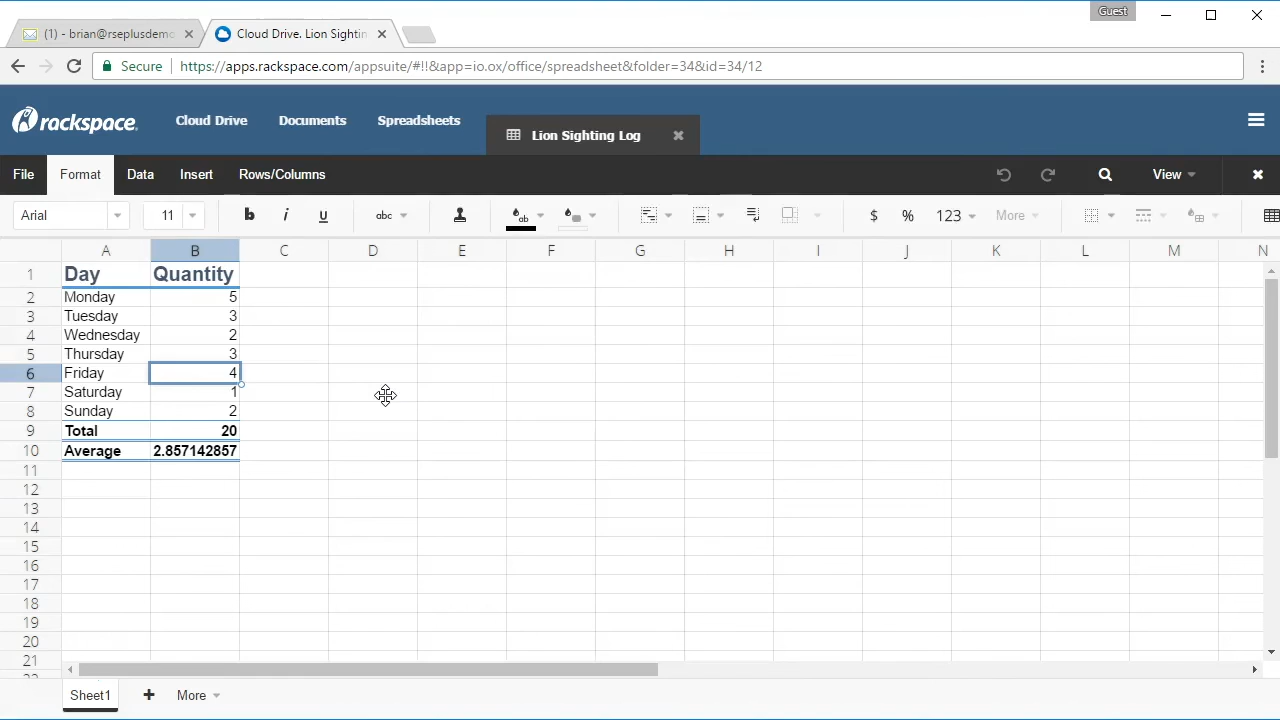 Guest
(1) - brian@rseplusdemo
Cloud Drive. Lion Sightin
Secure https://apps.rackspace.com/appsuite/#!!&app=io.ox/office/spreadsheet&folder=34&id=34/12
rackspace. Cloud Drive Documents Spreadsheets Lion Sighting Log
File Format Data Insert Rows/Columns View
Arial 11 b i u abc ab $ % 123 More
A B C D E F G H I J K L M N
1 Day Quantity
2 Monday 5
3 Tuesday 3
4 Wednesday 2
5 Thursday 3
6 Friday 4
7 Saturday 1
8 Sunday 2
9 Total 20
10 Average 2.857142857
11
12
13
14
15
16
17
18
19
20
21
Sheet1 + More